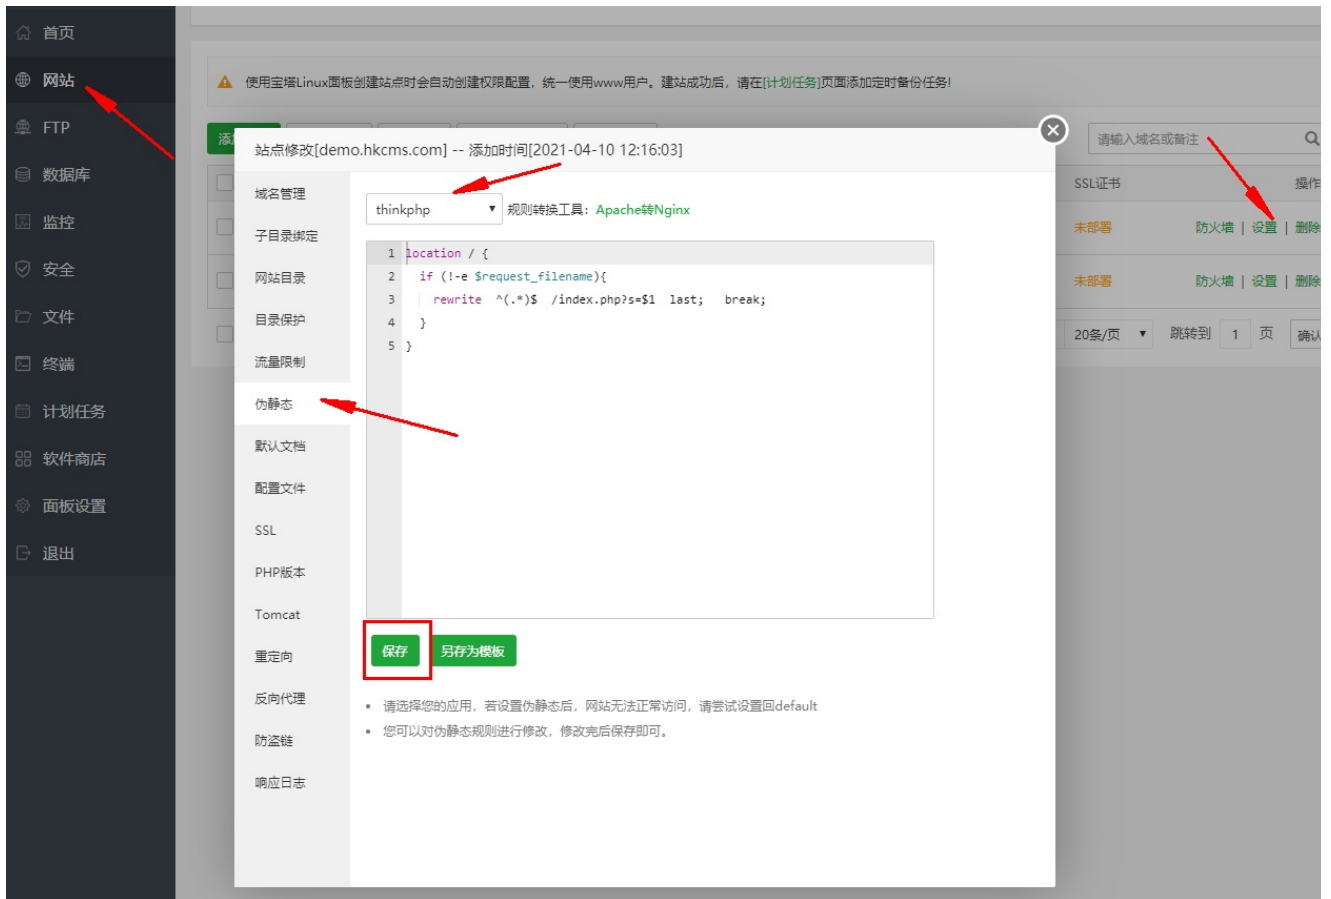 首页
网站
FTP
数据库
监控
安全
文件
终端
计划任务
软件商店
面板设置
退出
使用宝塔Linux面板创建站点时会自动创建权限配置，统一使用www用户。建站成功后，请在[计划任务]页面添加定时备份任务!
请输入域名或备注
SSL证书 操作
未部署 防火墙 | 设置 | 删除
未部署 防火墙 | 设置 | 删除
20条/页 跳转到 1 页 确认
站点修改[demo.hkcms.com] -- 添加时间[2021-04-10 12:16:03]
域名管理
子目录绑定
网站目录
目录保护
流量限制
伪静态
默认文档
配置文件
SSL
PHP版本
Tomcat
重定向
反向代理
防盗链
响应日志
thinkphp 规则转换工具：Apache转Nginx
1 location / {
2 if (!-e $request_filename){
3 rewrite ^(.*)$ /index.php?s=$1 last; break;
4 }
5 }
保存 另存为模板
请选择您的应用，若设置伪静态后，网站无法正常访问，请尝试设置回default
您可以对伪静态规则进行修改，修改完后保存即可。